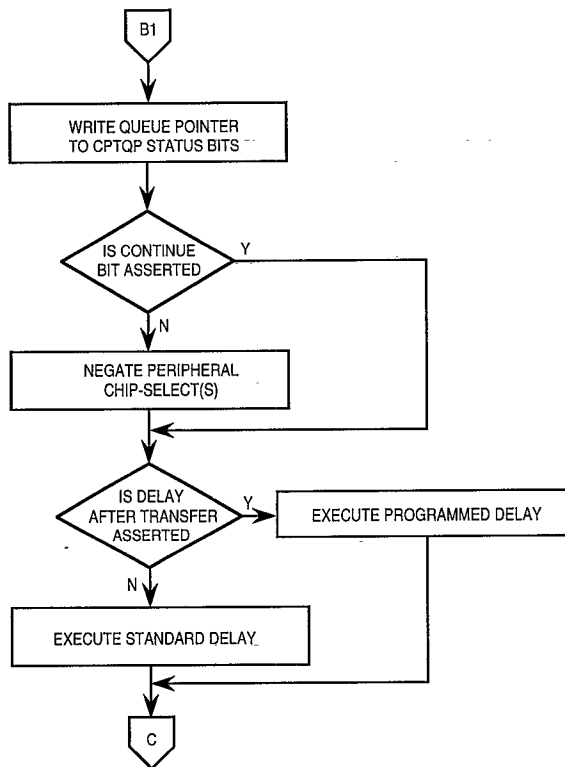 B1
WRITE QUEUE POINTER
TO CPTQP STATUS BITS
IS CONTINUE
BIT ASSERTED
Y
N
NEGATE PERIPHERAL
CHIP-SELECT(S)
IS DELAY
AFTER TRANSFER
ASSERTED
Y
EXECUTE PROGRAMMED DELAY
N
EXECUTE STANDARD DELAY
C